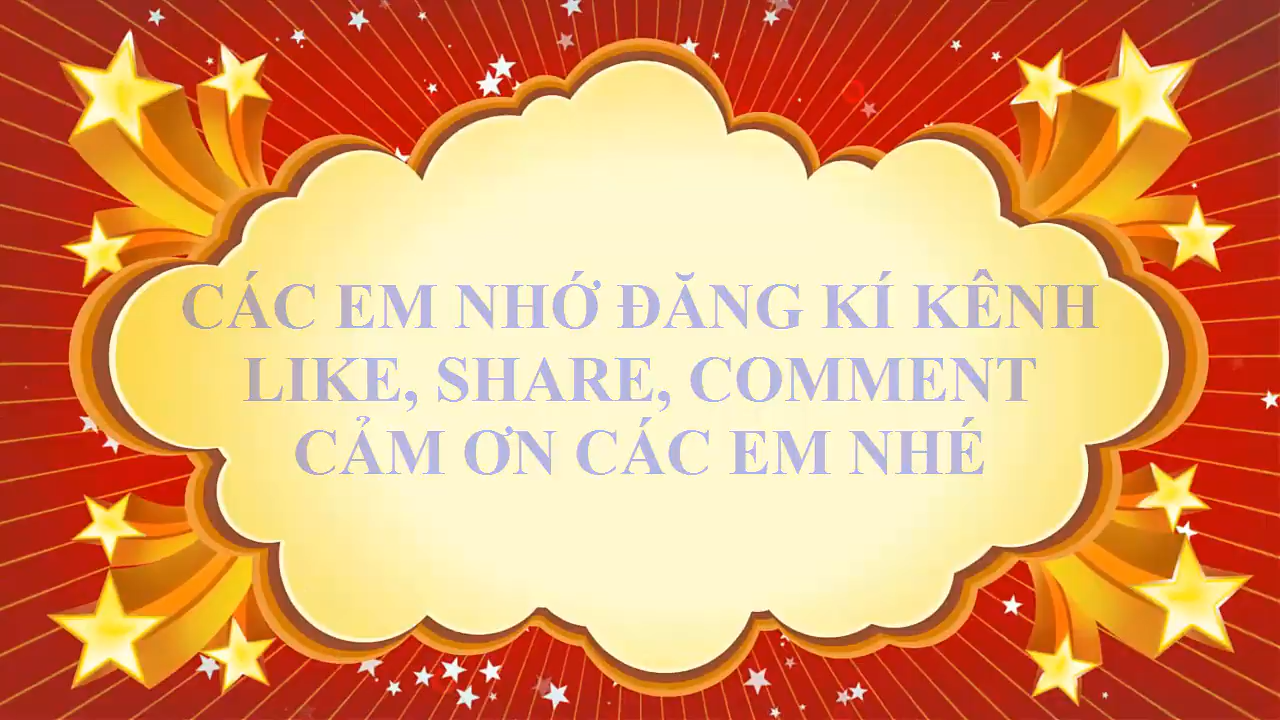 CÁC EM NHỚ ĐĂNG KÍ KÊNH
LIKE, SHARE, COMMENT
CẢM ƠN CÁC EM NHÉ